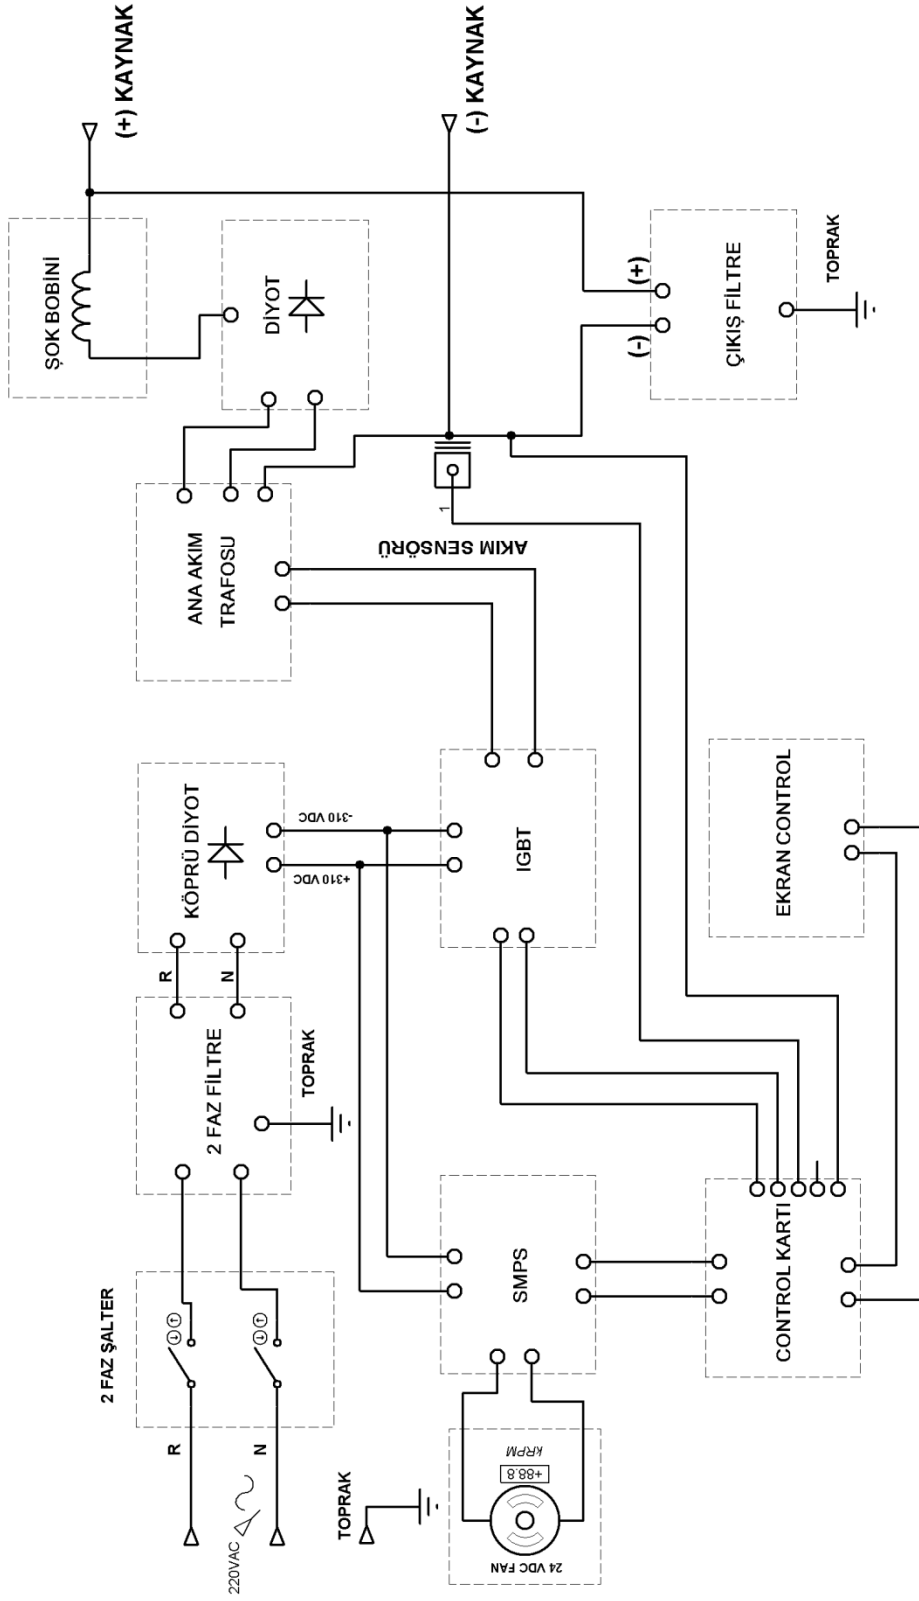 220VAC
R
N
2 FAZ ŞALTER
2 FAZ FİLTRE
TOPRAK
R
N
KÖPRÜ DİYOT
-310 VDC
+310 VDC
ANA AKIM
TRAFOSU
DİYOT
ŞOK BOBİNİ
(+) KAYNAK
(-) KAYNAK
AKIM SENSÖRÜ
1
IGBT
(-)
(+)
ÇIKIŞ FİLTRE
TOPRAK
TOPRAK
24 VDC FAN
+88.8
kRPM
SMPS
CONTROL KARTI
EKRAN CONTROL